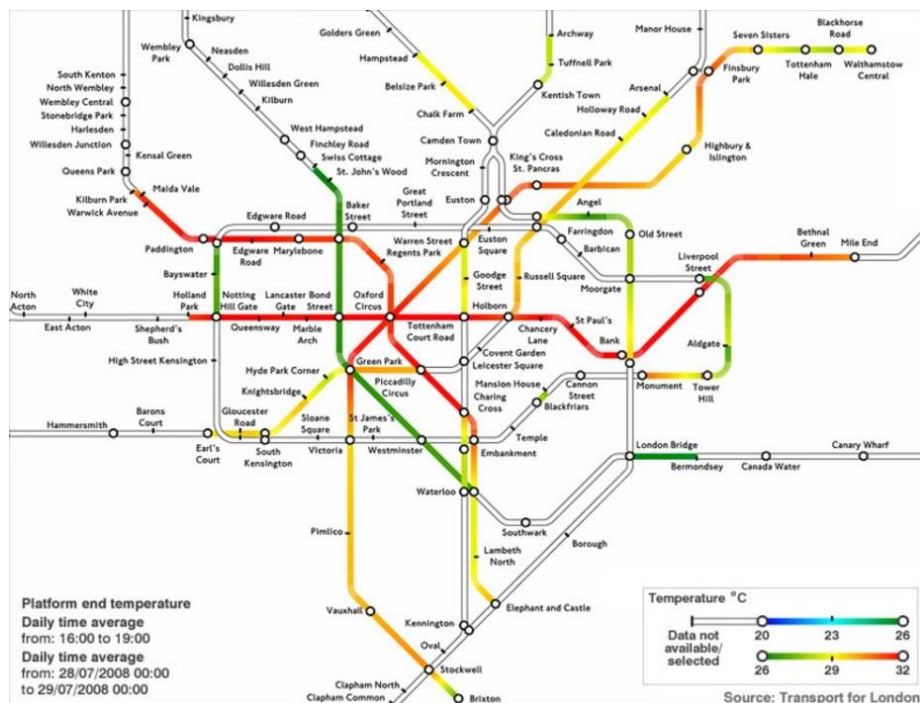 Kingsbury
Golders Green
Manor House
Blackhorse
Road
Seven Sisters
Archway
Wembley
Park
Neasden
Hampstead
Dollis Hill
Tuffnell Park
Finsbury
Park
Tottenham
Hale
Walthamstow
Central
South Kenton
North Wembley
Wembley Central
Stonebridge Park
Harlesden
Willesden Junction
Willesden Green
Kilburn
Belsize Park
Kentish Town
Arsenal
Holloway Road
Chalk Farm
Caledonian Road
West Hampstead
Finchley Road
Swiss Cottage
St. John's Wood
Camden Town
Highbury &
Islington
Kensal Green
Queens Park
Mornington
Crescent
King's Cross
St. Pancras
Kilburn Park
Maida Vale
Warwick Avenue
Edgware Road
Baker
Street
Great
Portland
Street
Euston
Angel
Farringdon
Barbican
Old Street
Bethnal
Green
Mile End
Paddington
Edgware
Road
Marylebone
Warren Street
Regents Park
Euston
Square
Liverpool
Street
Bayswater
Goodge
Street
Russell Square
Moorgate
North
Acton
White
City
East Acton
Holland
Park
Shepherd's
Bush
Notting
Hill Gate
Queensway
Lancaster
Gate
Marble
Arch
Bond
Street
Oxford
Circus
Tottenham
Court Road
Holborn
Chancery
Lane
St Paul's
Bank
Aldgate
High Street Kensington
Hyde Park Corner
Green Park
Piccadilly
Circus
Covent Garden
Leicester Square
Knightsbridge
Charing
Cross
Mansion House
Cannon
Street
Blackfriars
Monument
Tower
Hill
Hammersmith
Barons
Court
Earl's
Court
Gloucester
Road
South
Kensington
Sloane
Square
Victoria
St James's
Park
Westminster
Embankment
Temple
London Bridge
Bermondsey
Canada Water
Canary Wharf
Waterloo
Southwark
Pimlico
Lambeth
North
Borough
Vauxhall
Kennington
Elephant and Castle
Oval
Stockwell
Clapham North
Clapham Common
Brixton
Platform end temperature
Daily time average
from: 16:00 to 19:00
Daily time average
from: 28/07/2008 00:00
to 29/07/2008 00:00
Temperature °C
Data not
available/
selected
20 23 26
26 29 32
Source: Transport for London